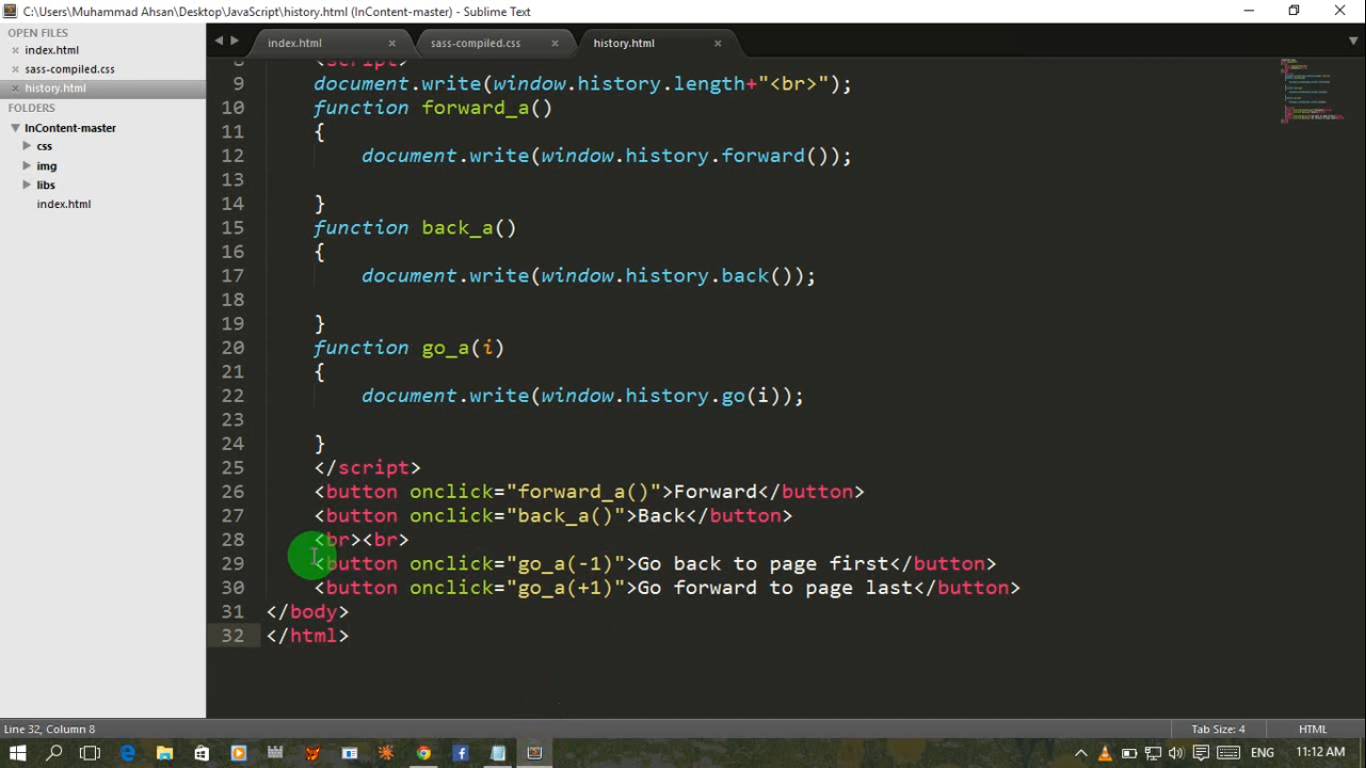 C:\Users\Muhammad Ahsan\Desktop\JavaScript\history.html (InContent-master) - Sublime Text
OPEN FILES
index.html
sass-compiled.css
history.html
FOLDERS
InContent-master
css
img
libs
index.html
index.html
sass-compiled.css
history.html
8 <script>
9 document.write(window.history.length+"<br>");
10 function forward_a()
11 {
12 document.write(window.history.forward());
13
14 }
15 function back_a()
16 {
17 document.write(window.history.back());
18
19 }
20 function go_a(i)
21 {
22 document.write(window.history.go(i));
23
24 }
25 </script>
26 <button onclick="forward_a()">Forward</button>
27 <button onclick="back_a()">Back</button>
28 <br><br>
29 <button onclick="go_a(-1)">Go back to page first</button>
30 <button onclick="go_a(+1)">Go forward to page last</button>
31 </body>
32 </html>
Line 32, Column 8
Tab Size: 4
HTML
ENG
11:12 AM